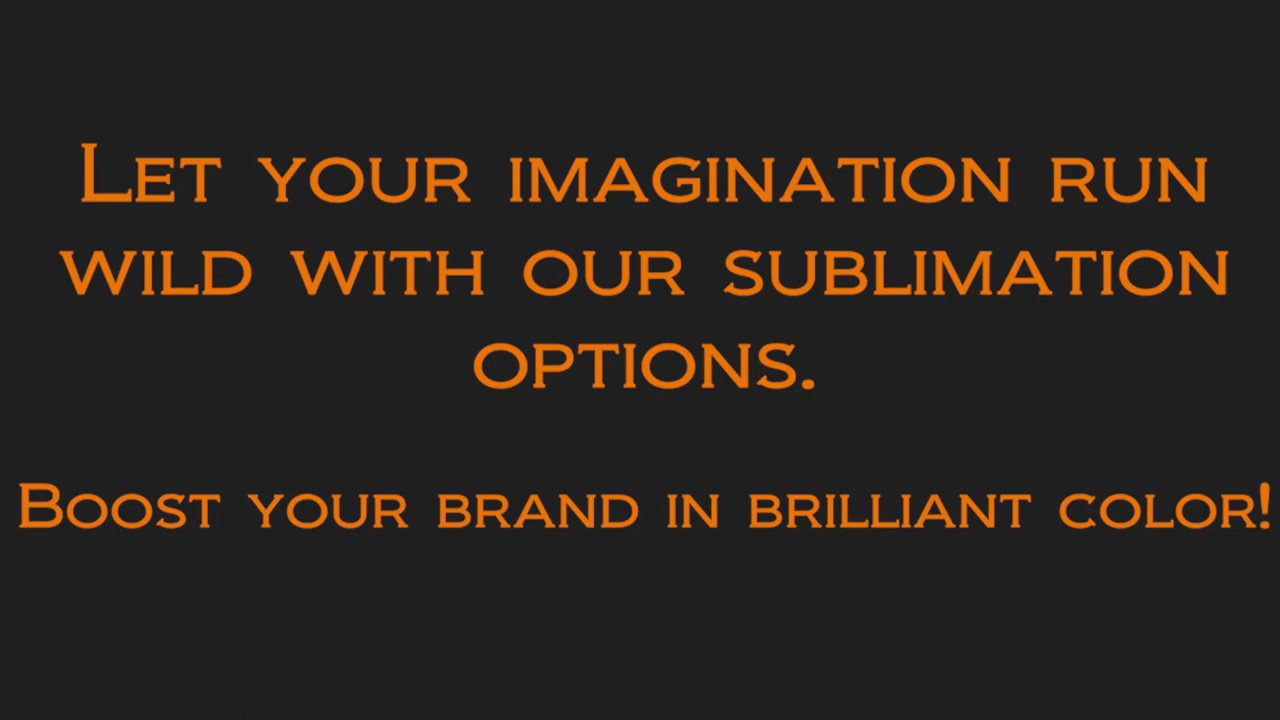 Let your imagination run
wild with our sublimation
options.
Boost your brand in brilliant color!